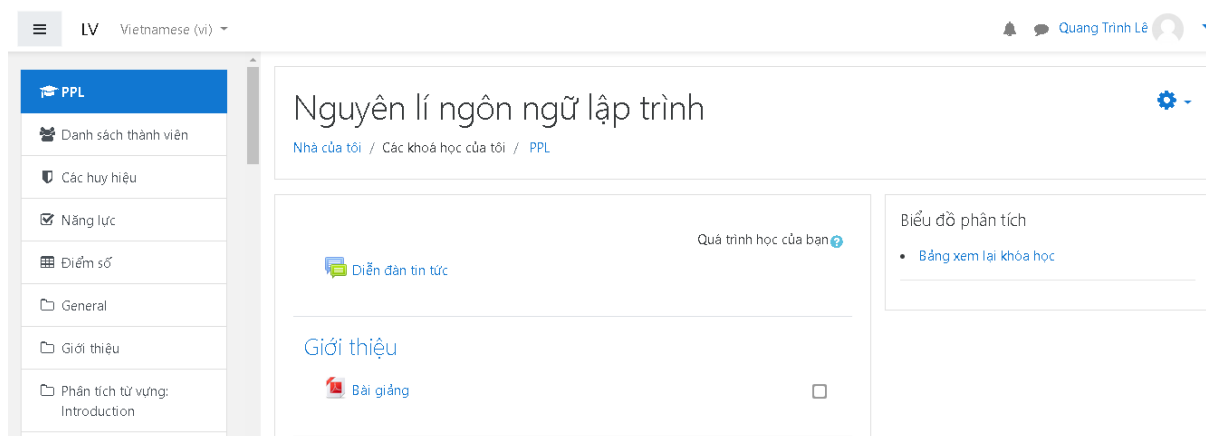 LV Vietnamese (vi)
Quang Trình Lê
PPL
Danh sách thành viên
Các huy hiệu
Năng lực
Điểm số
General
Giới thiệu
Phân tích từ vựng:
Introduction
Nguyên lí ngôn ngữ lập trình
Nhà của tôi / Các khoá học của tôi / PPL
Quá trình học của bạn
Diễn đàn tin tức
Giới thiệu
Bài giảng
Biểu đồ phân tích
Bảng xem lại khóa học